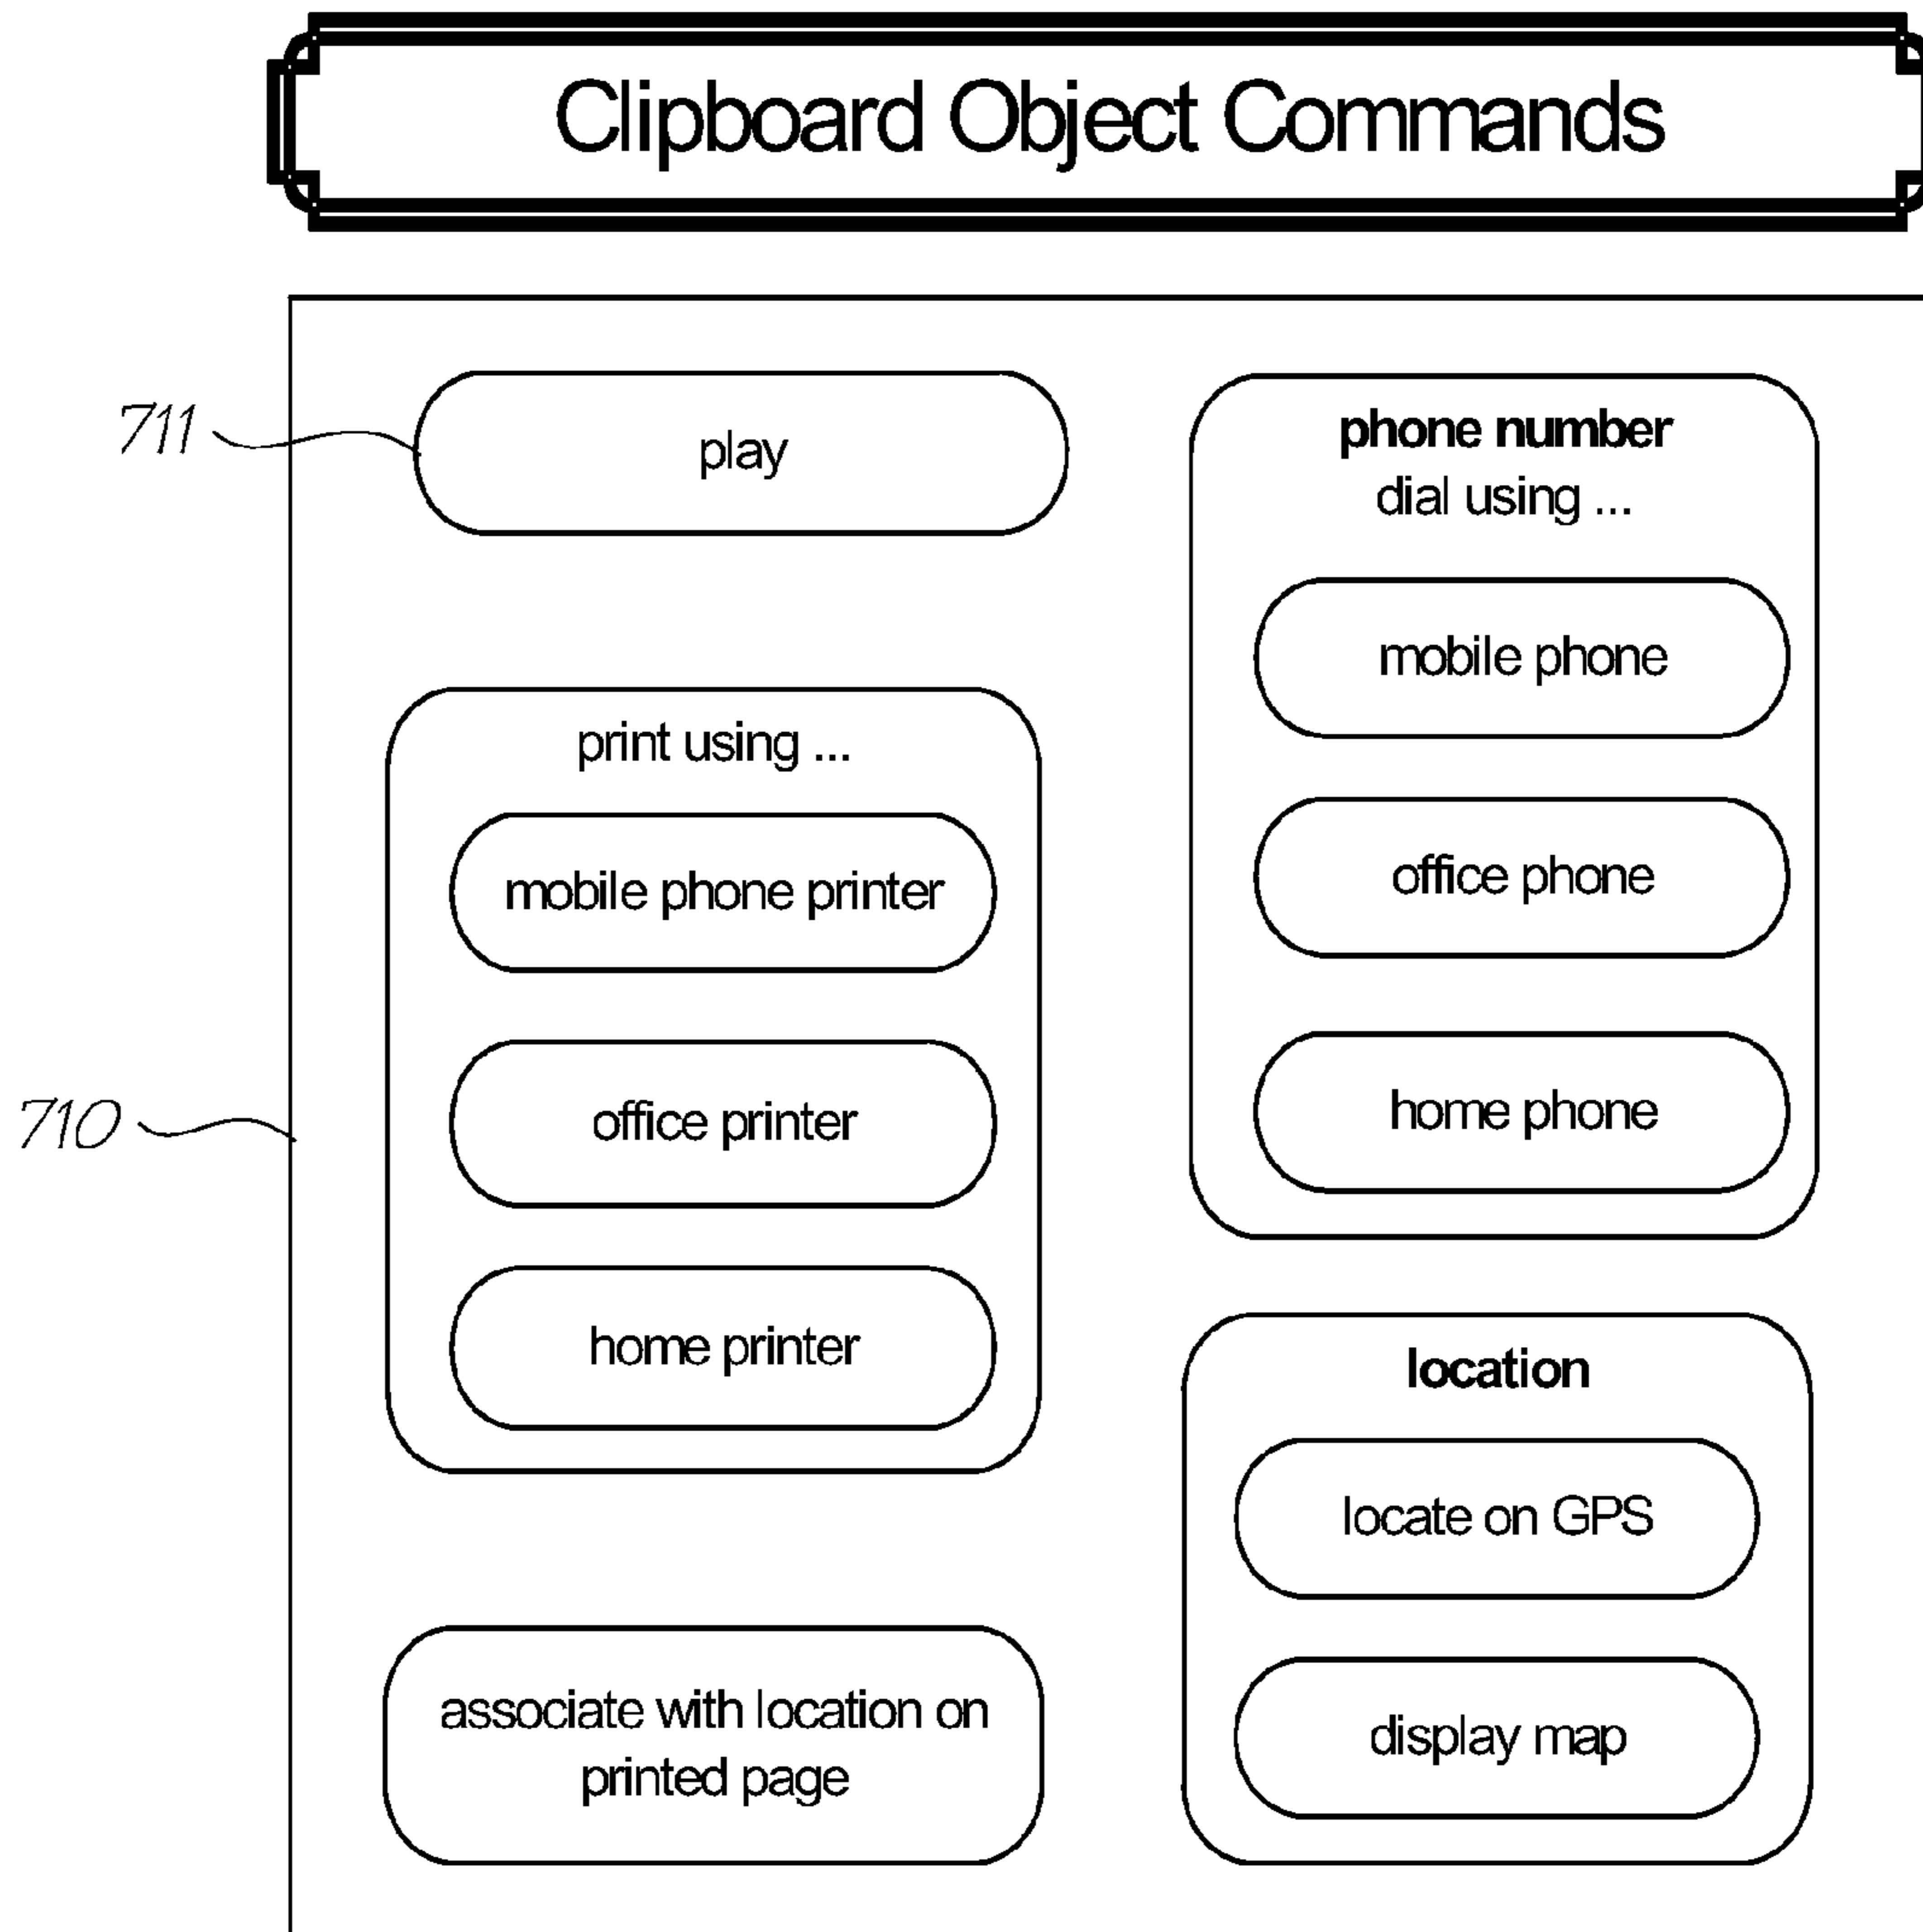 Clipboard Object Commands
711
play
print using ...
mobile phone printer
office printer
home printer
710
associate with location on
printed page
phone number
dial using ...
mobile phone
office phone
home phone
location
locate on GPS
display map